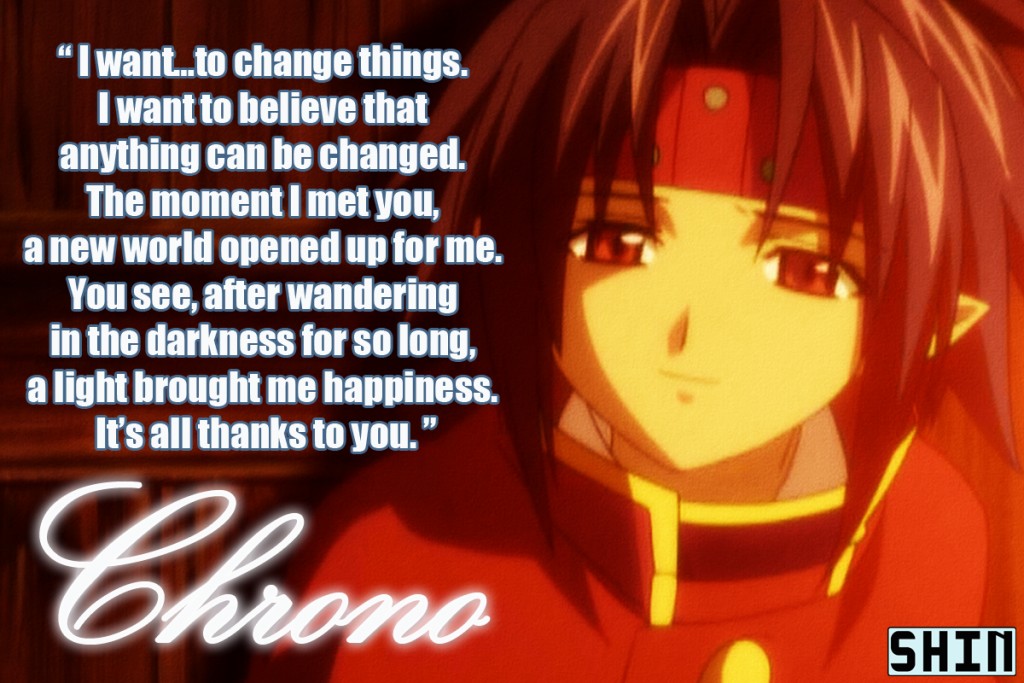 “ I want...to change things.
I want to believe that
anything can be changed.
The moment I met you,
a new world opened up for me.
You see, after wandering
in the darkness for so long,
a light brought me happiness.
It’s all thanks to you. ”
Chrono
SHIN